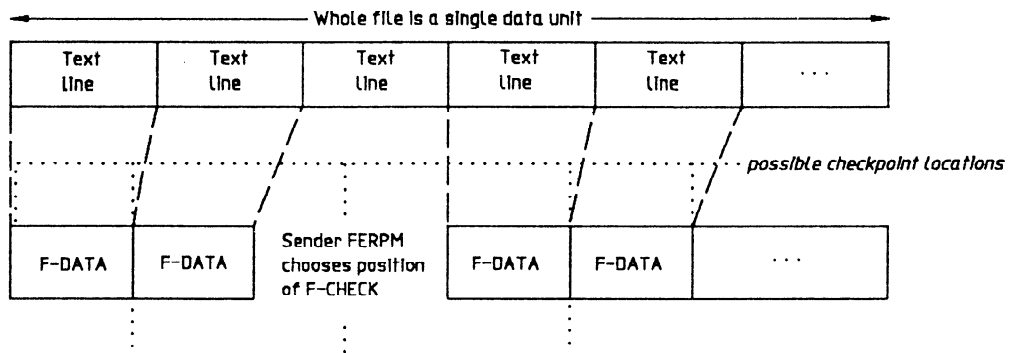 Whole file is a single data unit
Text
line
Text
line
Text
line
Text
line
Text
line
...
possible checkpoint locations
F-DATA
F-DATA
Sender FERPM
chooses position
of F-CHECK
F-DATA
F-DATA
...